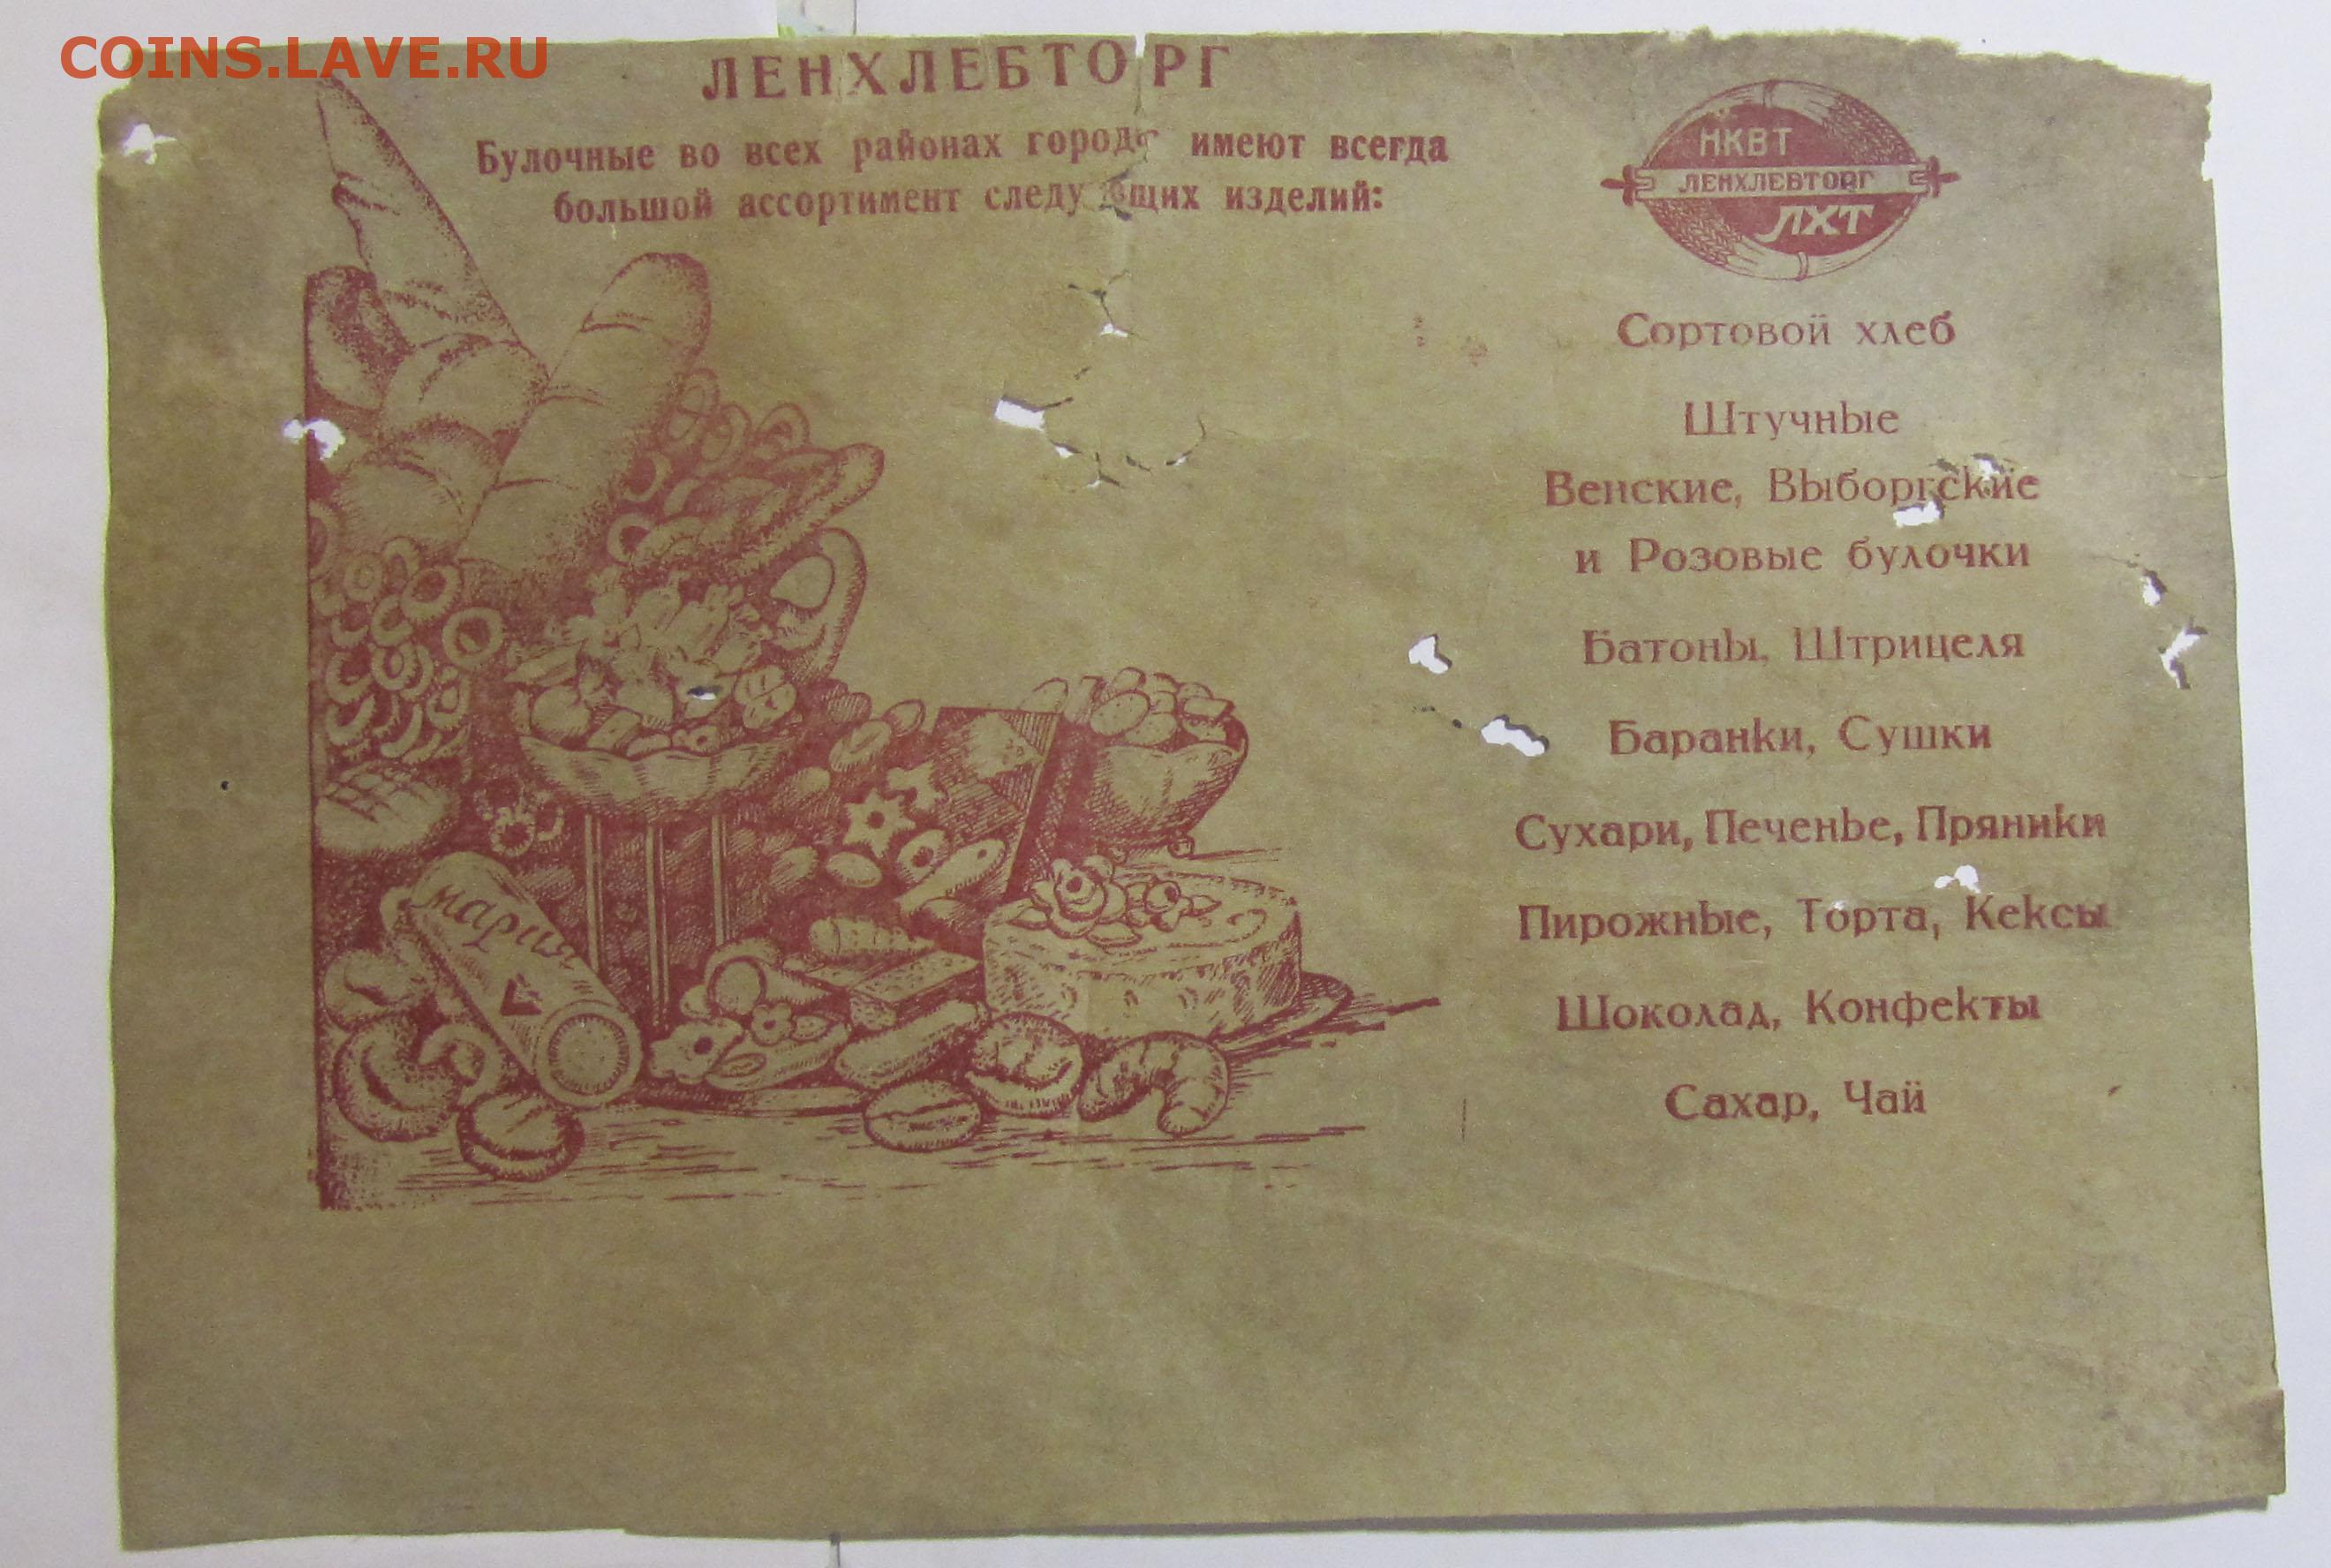 COINS.LAVE.RU
ЛЕНХЛЕБТОРГ
Булочные во всех районах города имеют всегда
большой ассортимент следующих изделий:
НКВТ
ЛЕНХЛЕБТОРГ
ЛХТ
Сортовой хлеб
Штучные
Венские, Выборгские
и Розовые булочки
Батоны, Штрицеля
Баранки, Сушки
Сухари, Печенье, Пряники
Пирожные, Торта, Кексы
Шоколад, Конфекты
Сахар, Чай
мария